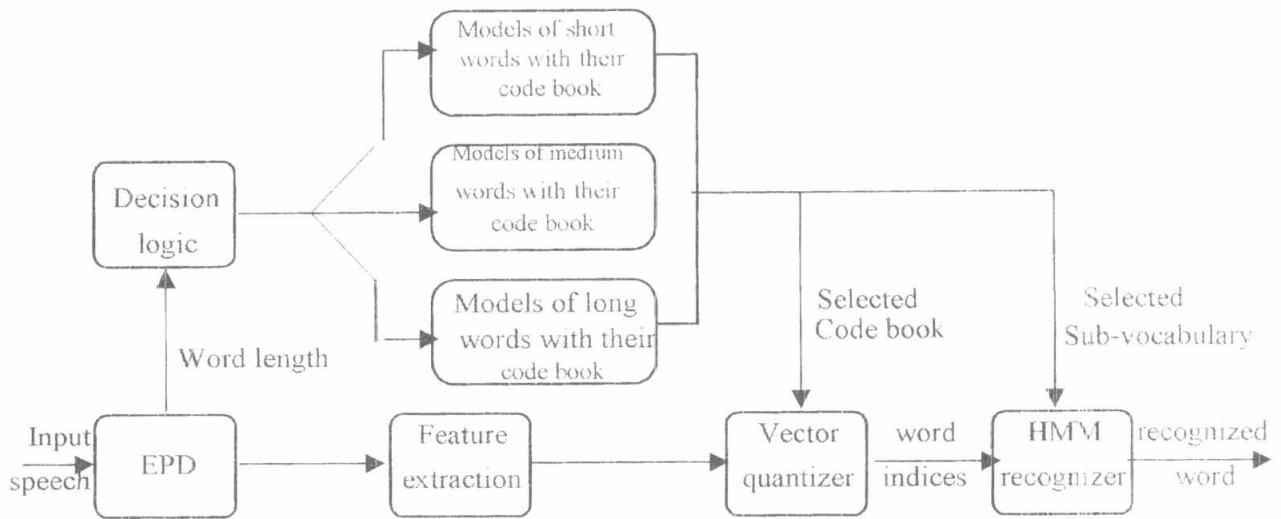 Models of short
words with their
code book
Models of medium
words with their
code book
Models of long
words with their
code book
Decision
logic
Word length
Selected
Code book
Selected
Sub-vocabulary
Input
speech
EPD
Feature
extraction
Vector
quantizer
word
indices
HMM
recognizer
recognized
word